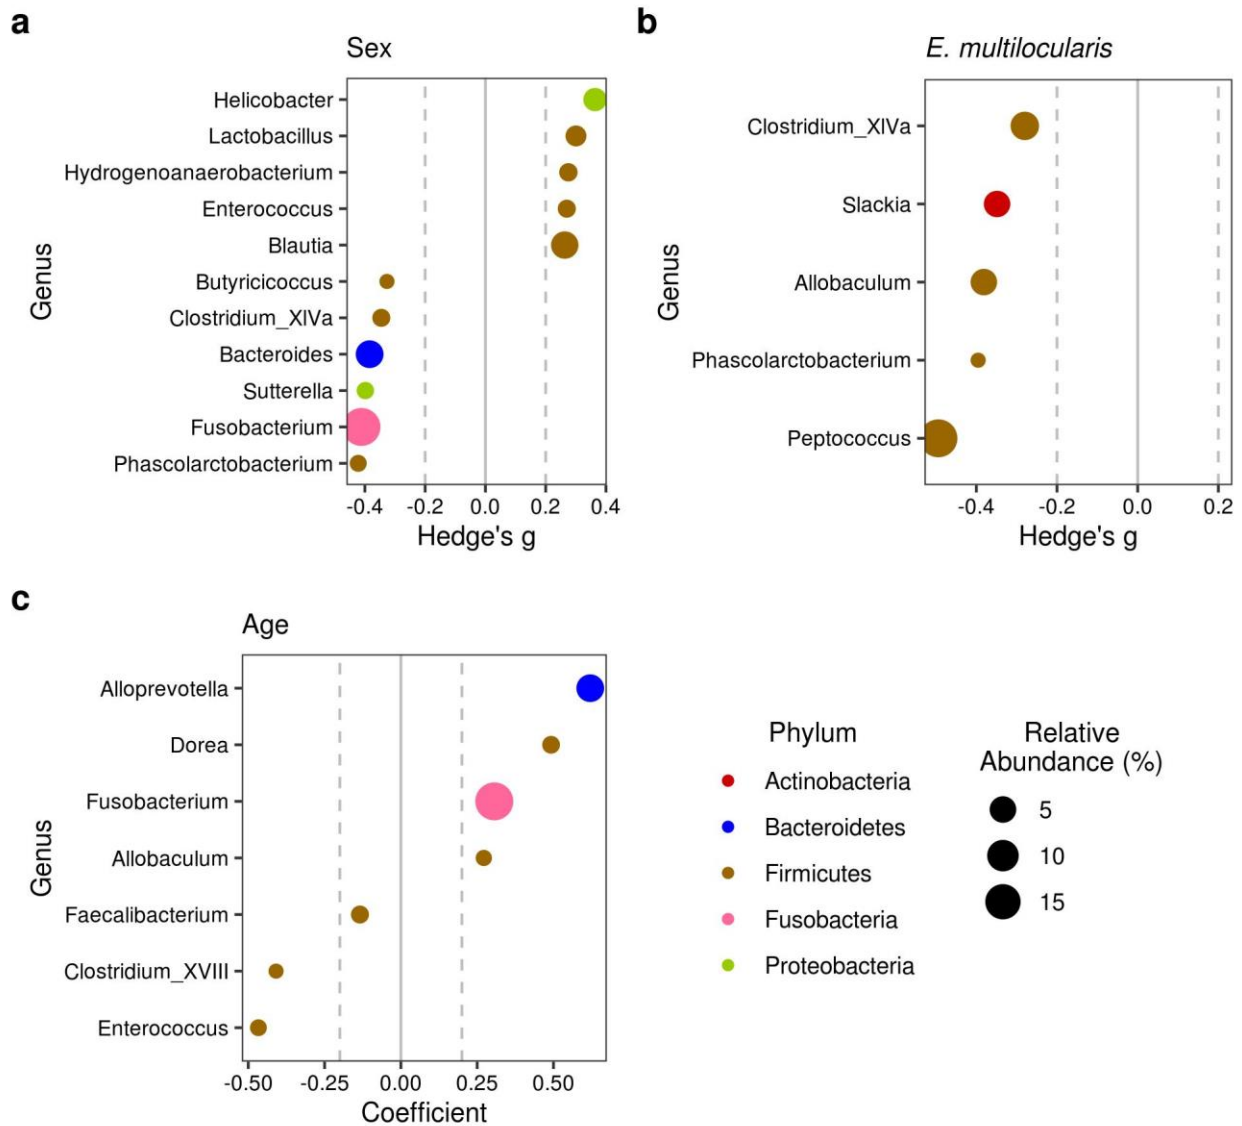 a
Sex
Genus
Helicobacter
Lactobacillus
Hydrogenoanaerobacterium
Enterococcus
Blautia
Butyricicoccus
Clostridium_XIVa
Bacteroides
Sutterella
Fusobacterium
Phascolarctobacterium
-0.4 -0.2 0.0 0.2 0.4
Hedge's g
b
E. multilocularis
Genus
Clostridium_XIVa
Slackia
Allobaculum
Phascolarctobacterium
Peptococcus
-0.4 -0.2 0.0 0.2
Hedge's g
c
Age
Genus
Alloprevotella
Dorea
Fusobacterium
Allobaculum
Faecalibacterium
Clostridium_XVIII
Enterococcus
-0.50 -0.25 0.00 0.25 0.50
Coefficient
Phylum
Actinobacteria
Bacteroidetes
Firmicutes
Fusobacteria
Proteobacteria
Relative
Abundance (%)
5
10
15